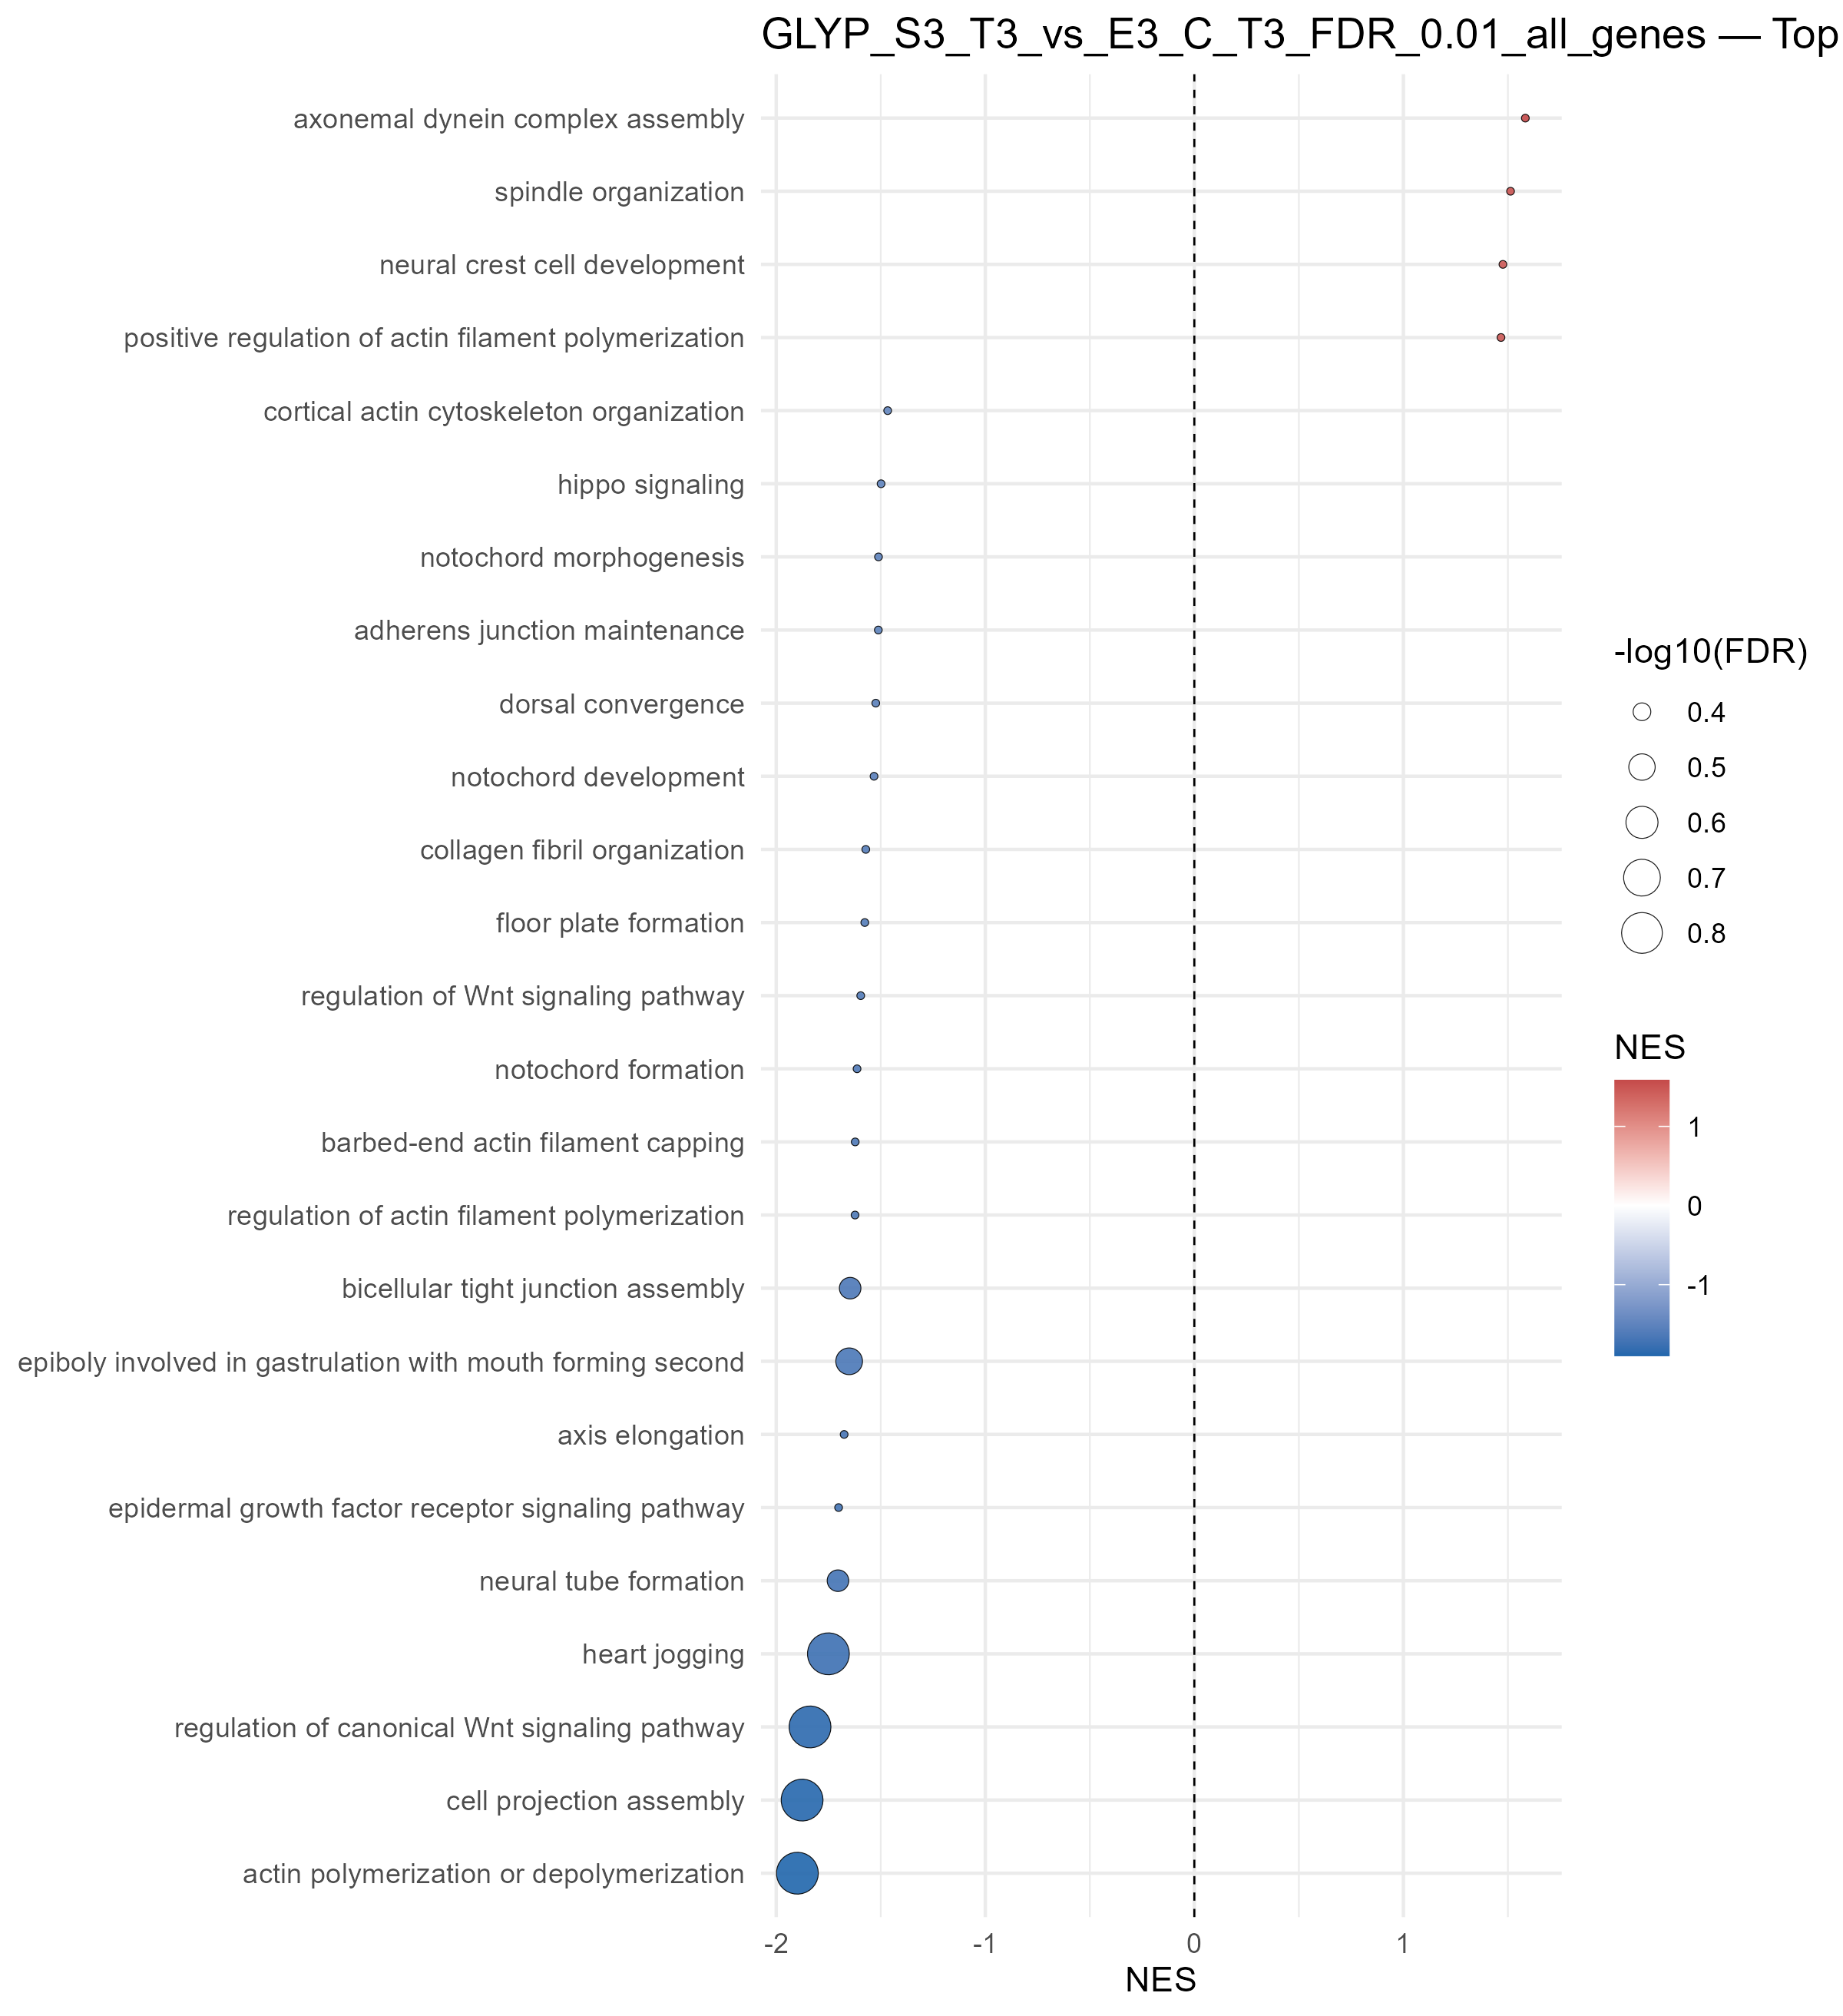 GLYP_S3_T3_vs_E3_C_T3_FDR_0.01_all_genes — Top
axonemal dynein complex assembly
spindle organization
neural crest cell development
positive regulation of actin filament polymerization
cortical actin cytoskeleton organization
hippo signaling
notochord morphogenesis
adherens junction maintenance
dorsal convergence
notochord development
collagen fibril organization
floor plate formation
regulation of Wnt signaling pathway
notochord formation
barbed-end actin filament capping
regulation of actin filament polymerization
bicellular tight junction assembly
epiboly involved in gastrulation with mouth forming second
axis elongation
epidermal growth factor receptor signaling pathway
neural tube formation
heart jogging
regulation of canonical Wnt signaling pathway
cell projection assembly
actin polymerization or depolymerization
-2 -1 0 1
NES
-log10(FDR)
0.4
0.5
0.6
0.7
0.8
NES
1
0
-1